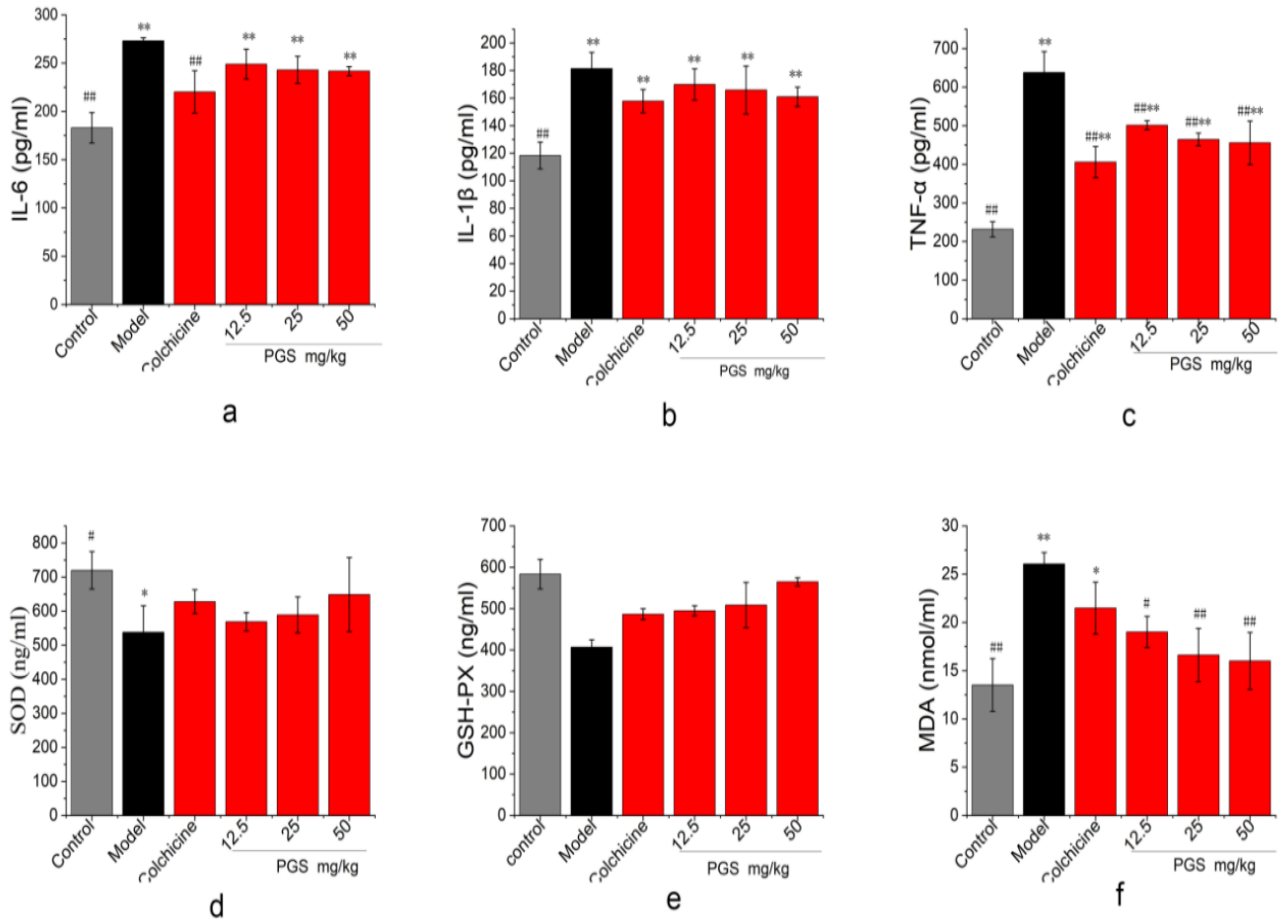 IL-6 (pg/ml)
300
250
200
150
100
50
0
##
**
##
**
**
**
Control
Model
Colchicine
12.5
25
50
PGS mg/kg
a
IL-1β (pg/ml)
200
180
160
140
120
100
80
60
40
20
0
##
**
**
**
**
**
Control
Model
Colchicine
12.5
25
50
PGS mg/kg
b
TNF-α (pg/ml)
700
600
500
400
300
200
100
0
##
**
##**
##**
##**
##**
Control
Model
Colchicine
12.5
25
50
PGS mg/kg
c
SOD (ng/ml)
800
700
600
500
400
300
200
100
0
#
*
Control
Model
Colchicine
12.5
25
50
PGS mg/kg
d
GSH-PX (ng/ml)
700
600
500
400
300
200
100
0
control
Model
Colchicine
12.5
25
50
PGS mg/kg
e
MDA (nmol/ml)
30
25
20
15
10
5
0
##
**
*
#
##
##
Control
Model
Colchicine
12.5
25
50
PGS mg/kg
f